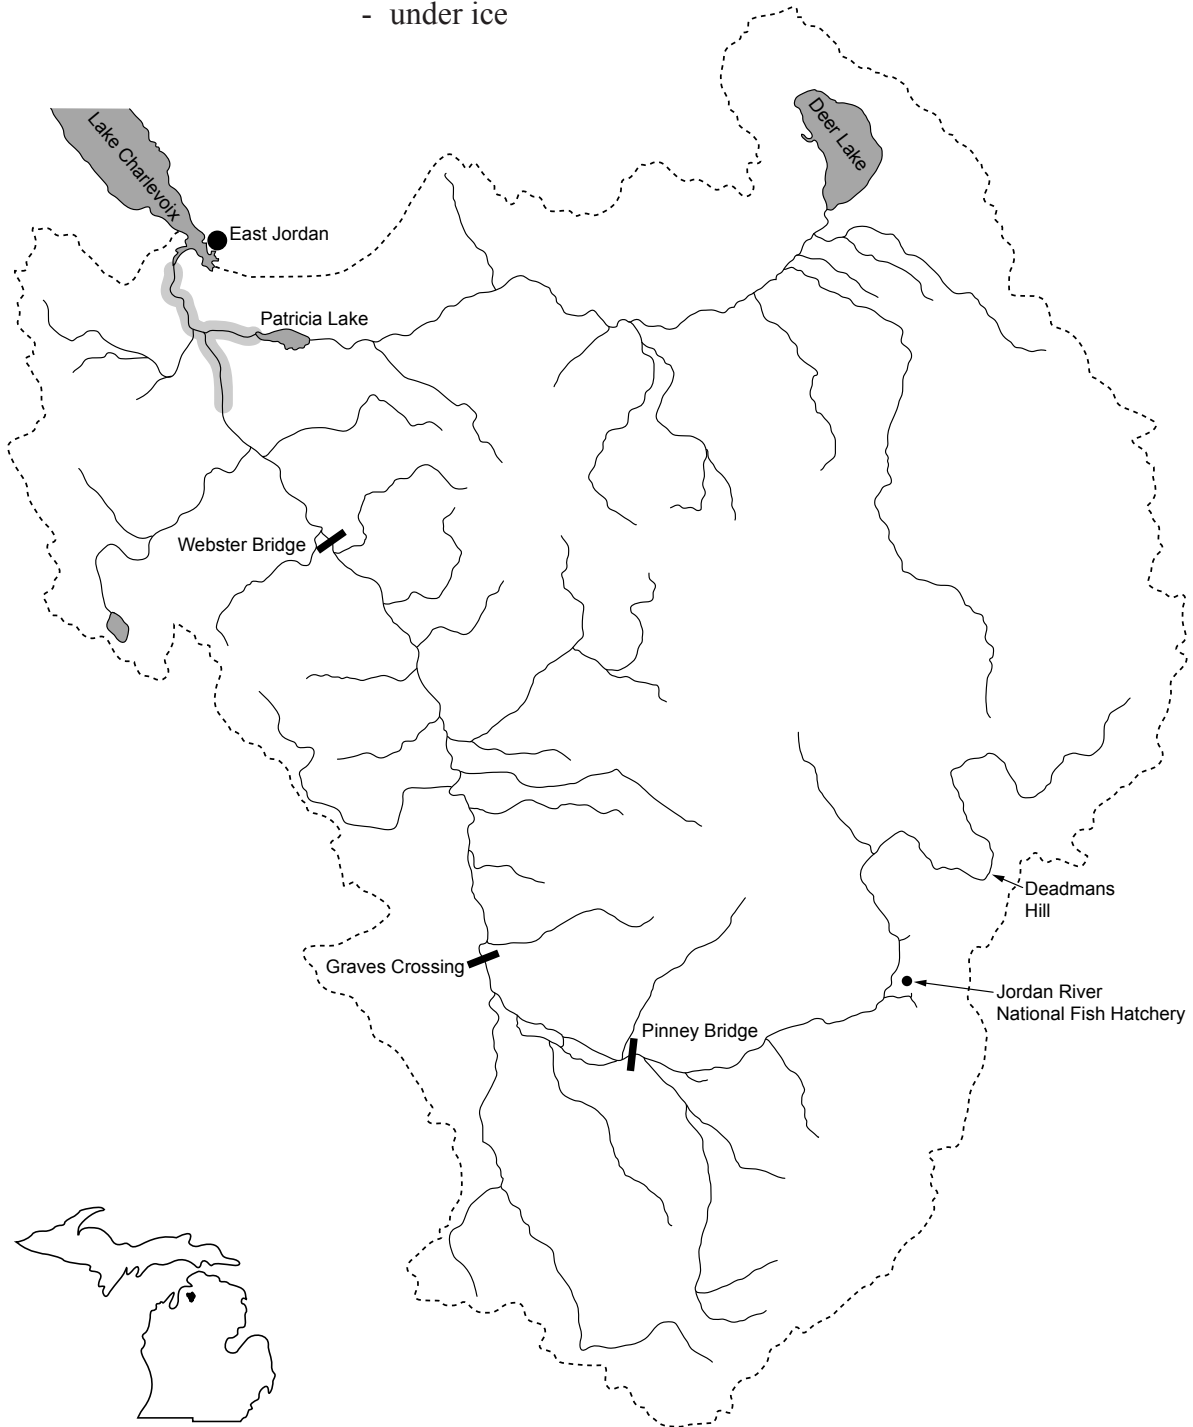 - under ice
Deer Lake
Lake Charlevoix
East Jordan
Patricia Lake
Webster Bridge
Deadmans
Hill
Graves Crossing
Jordan River
National Fish Hatchery
Pinney Bridge